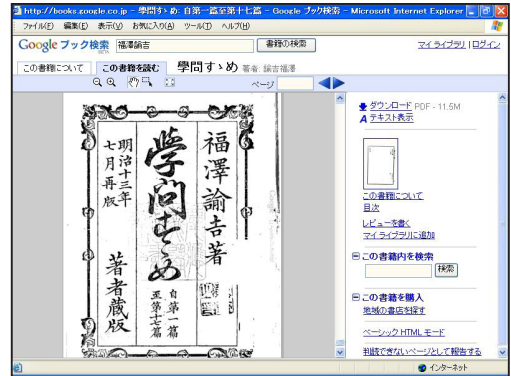 http://books.google.co.jp - 學問すゝめ: 自第一篇至第十七篇 - Google ブック検索 - Microsoft Internet Explorer
ファイル(F) 編集(E) 表示(V) お気に入り(A) ツール(T) ヘルプ(H)
Google ブック検索 BETA 福澤諭吉 書籍の検索 マイライブラリ | ログイン
この書籍について この書籍を読む 學問すゝめ 著者: 諭吉福澤
ページ
福澤諭吉著
學問すゝめ
自第一篇
至第十七篇
明治十三年
七月再版
著者蔵版
ダウンロード PDF - 11.5M
A テキスト表示
この書籍について
目次
レビューを書く
マイライブラリに追加
この書籍内を検索
検索
この書籍を購入
地域の書店を探す
ベーシック HTML モード
判読できないページとして報告する
インターネット